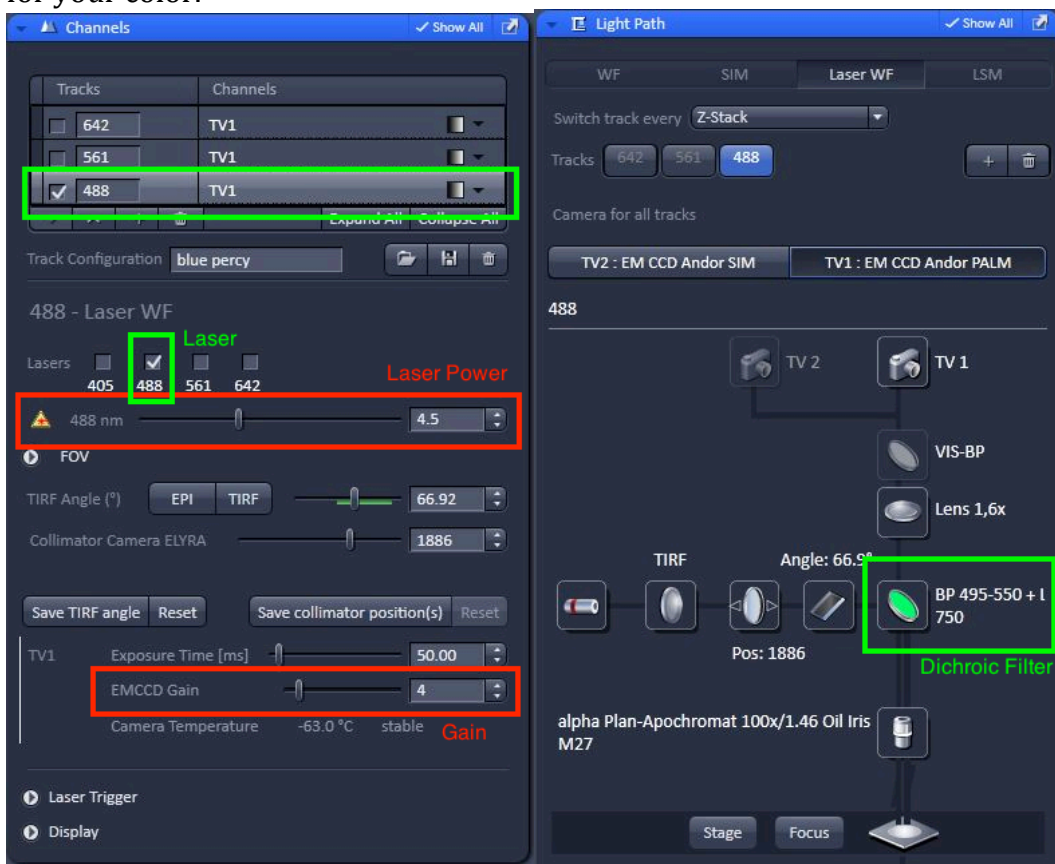 for your color.
Channels
Show All
Tracks Channels
642 TV1
561 TV1
488 TV1
Expand All Collapse All
Track Configuration blue percy
488 - Laser WF
Laser
Lasers
405 488 561 642
Laser Power
488 nm 4.5
FOV
TIRF Angle (°) EPI TIRF 66.92
Collimator Camera ELYRA 1886
Save TIRF angle Reset Save collimator position(s) Reset
TV1 Exposure Time [ms] 50.00
EMCCD Gain 4
Camera Temperature -63.0 °C stable
Gain
Laser Trigger
Display
Light Path
Show All
WF SIM Laser WF LSM
Switch track every Z-Stack
Tracks 642 561 488 +
Camera for all tracks
TV2 : EM CCD Andor SIM TV1 : EM CCD Andor PALM
488
TV 2 TV 1
VIS-BP
Lens 1,6x
TIRF Angle: 66.9°
BP 495-550 + L
750
Pos: 1886
Dichroic Filter
alpha Plan-Apochromat 100x/1.46 Oil Iris
M27
Stage Focus